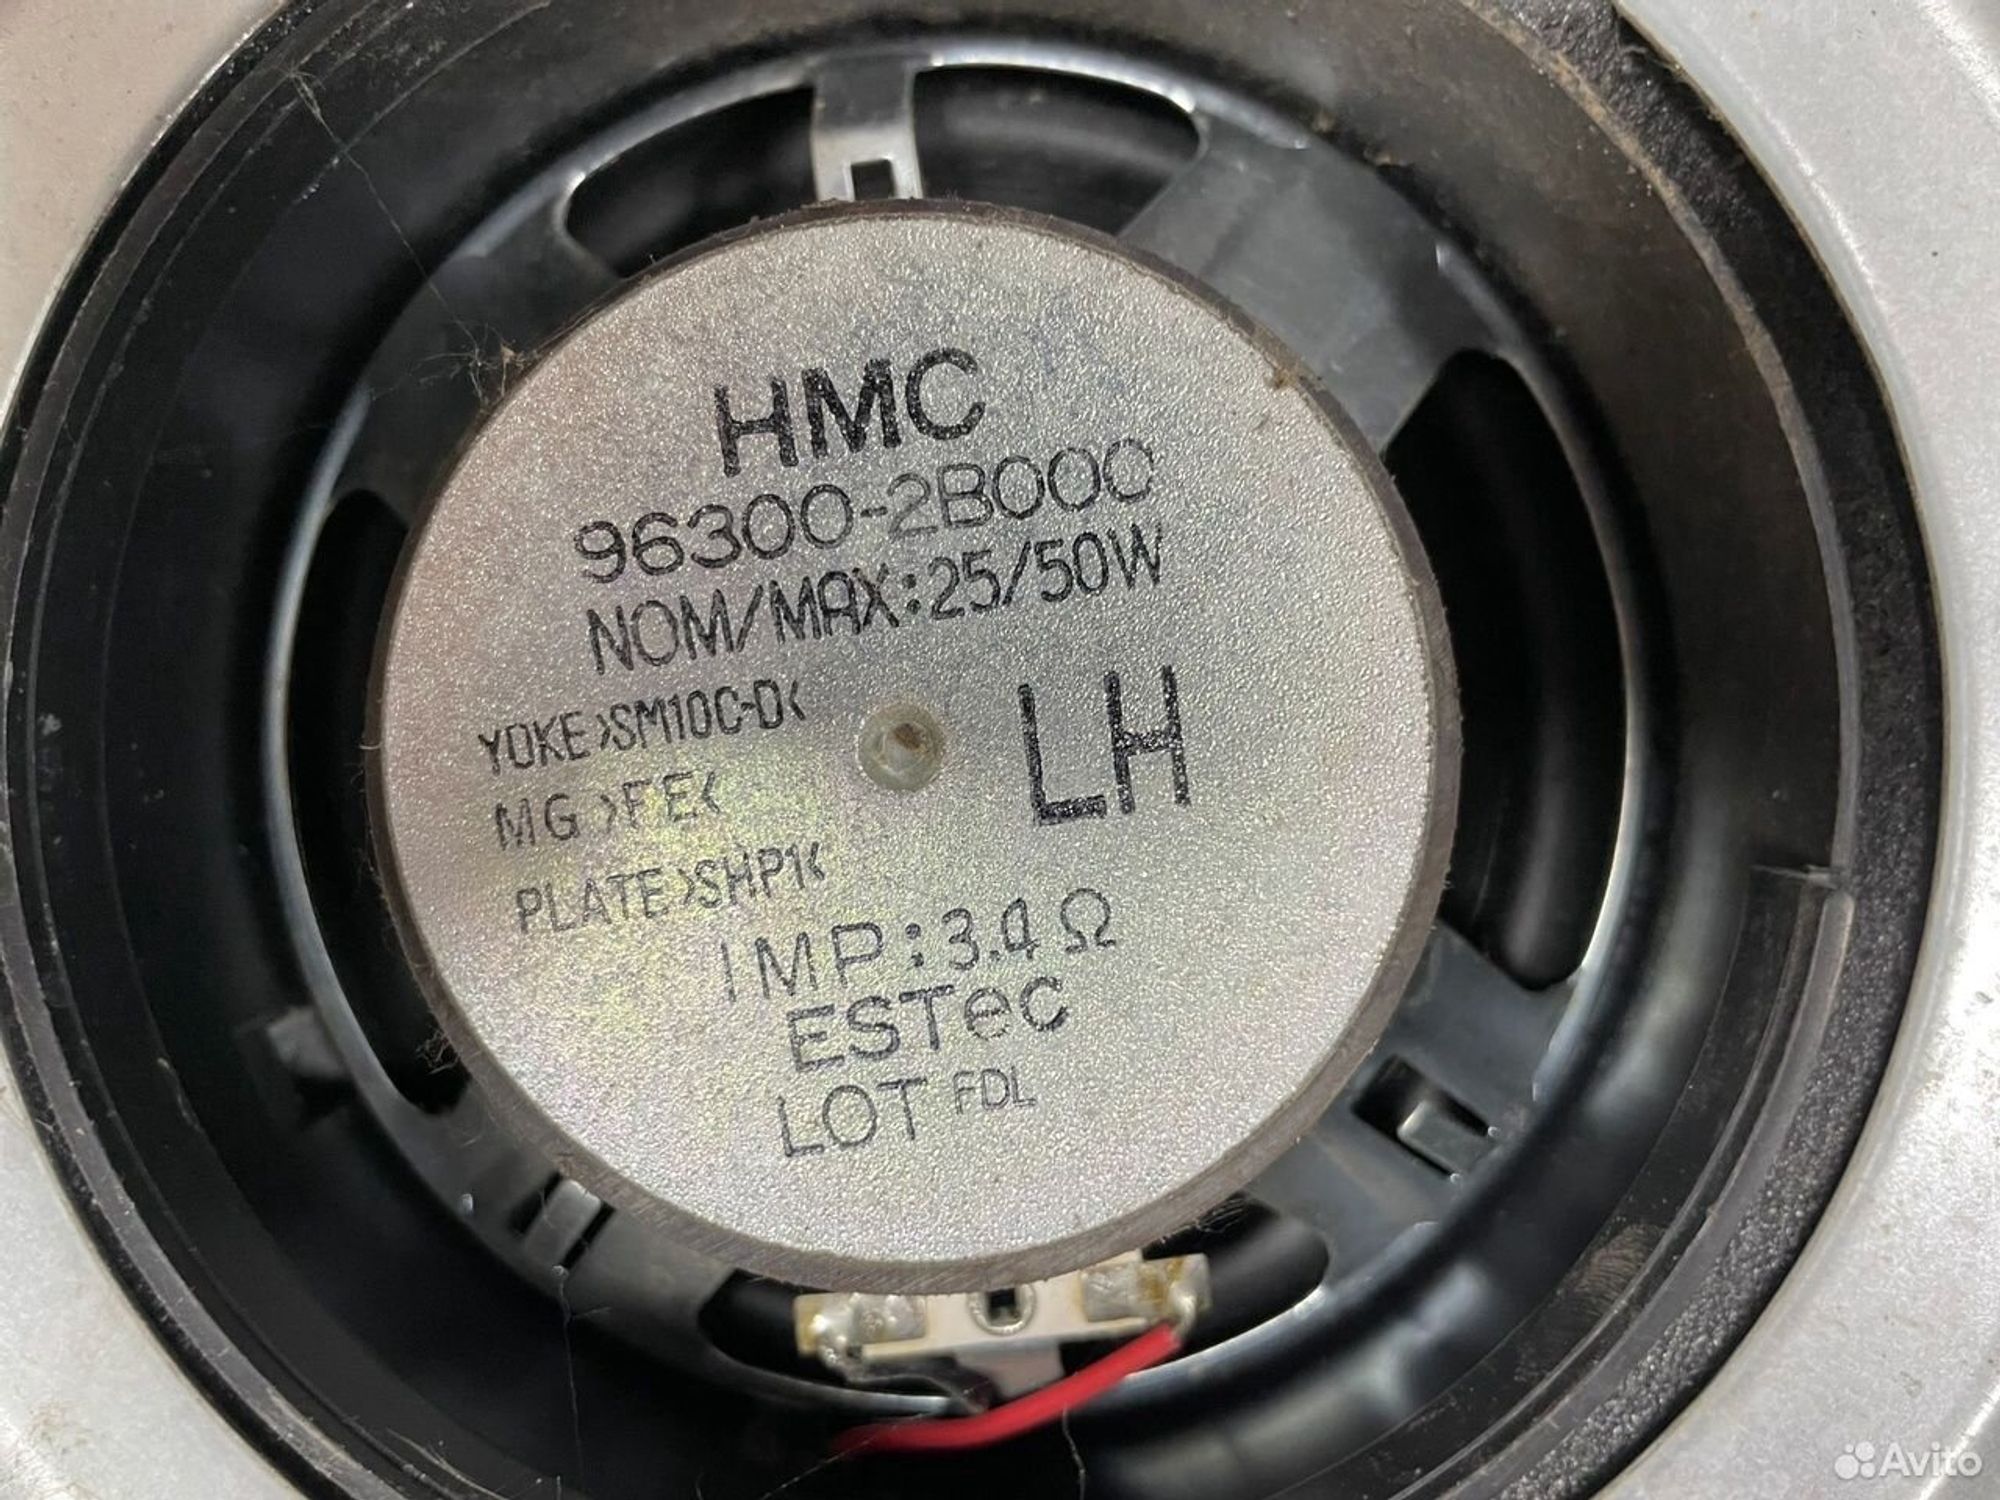 HMC
96300-2B000
NOM/MAX:25/50W
YOKE>SM10C-D<
MG >FE<
PLATE>SHP1<
LH
IMP:3.4Ω
ESTec
LOT FDL
Avito